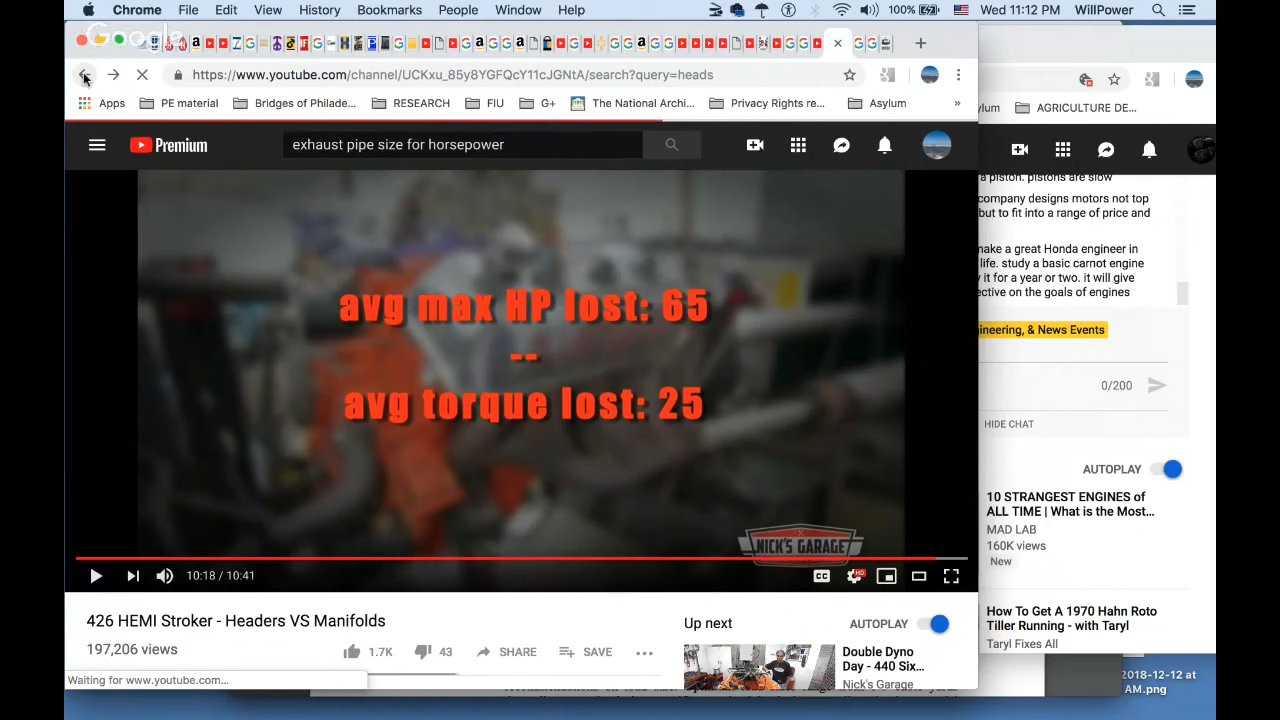 Chrome File Edit View History Bookmarks People Window Help 100% Wed 11:12 PM WillPower
Google
https://www.youtube.com/channel/UCKxu_85y8YGFQcY11cJGNtA/search?query=heads
Apps PE material Bridges of Philade... RESEARCH FIU G+ The National Archi... Privacy Rights re... Asylum »
ylum AGRICULTURE DE...
Premium exhaust pipe size for horsepower
avg max HP lost: 65
--
avg torque lost: 25
NICK'S GARAGE
10:18 / 10:41
CC HD
426 HEMI Stroker - Headers VS Manifolds
197,206 views
1.7K 43 SHARE SAVE
Waiting for www.youtube.com...
Up next AUTOPLAY
Double Dyno
Day - 440 Six...
Nick's Garage
a piston. pistons are slow
company designs motors not top
but to fit into a range of price and
make a great Honda engineer in
life. study a basic carnot engine
y it for a year or two. it will give
ective on the goals of engines
ineering, & News Events
0/200
HIDE CHAT
AUTOPLAY
10 STRANGEST ENGINES of
ALL TIME | What is the Most...
MAD LAB
160K views
New
How To Get A 1970 Hahn Roto
Tiller Running - with Taryl
Taryl Fixes All
2018-12-12 at
AM.png